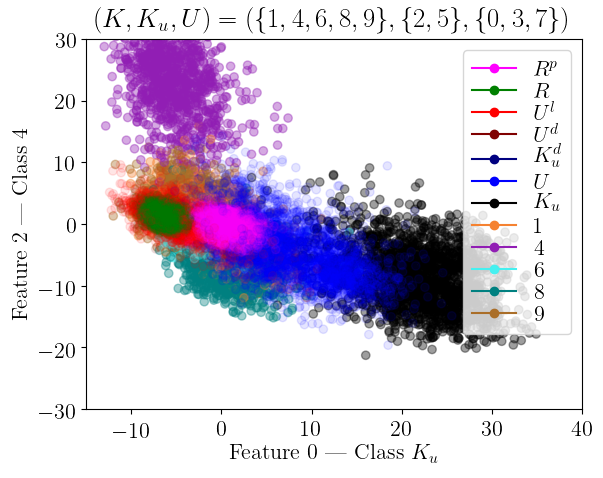 (K, K_u, U) = ({1, 4, 6, 8, 9}, {2, 5}, {0, 3, 7})
30
20
10
0
−10
−20
−30
Feature 2 — Class 4
R^p
R
U^l
U^d
K_u^d
U
K_u
1
4
6
8
9
−10
0
10
20
30
40
Feature 0 — Class K_u